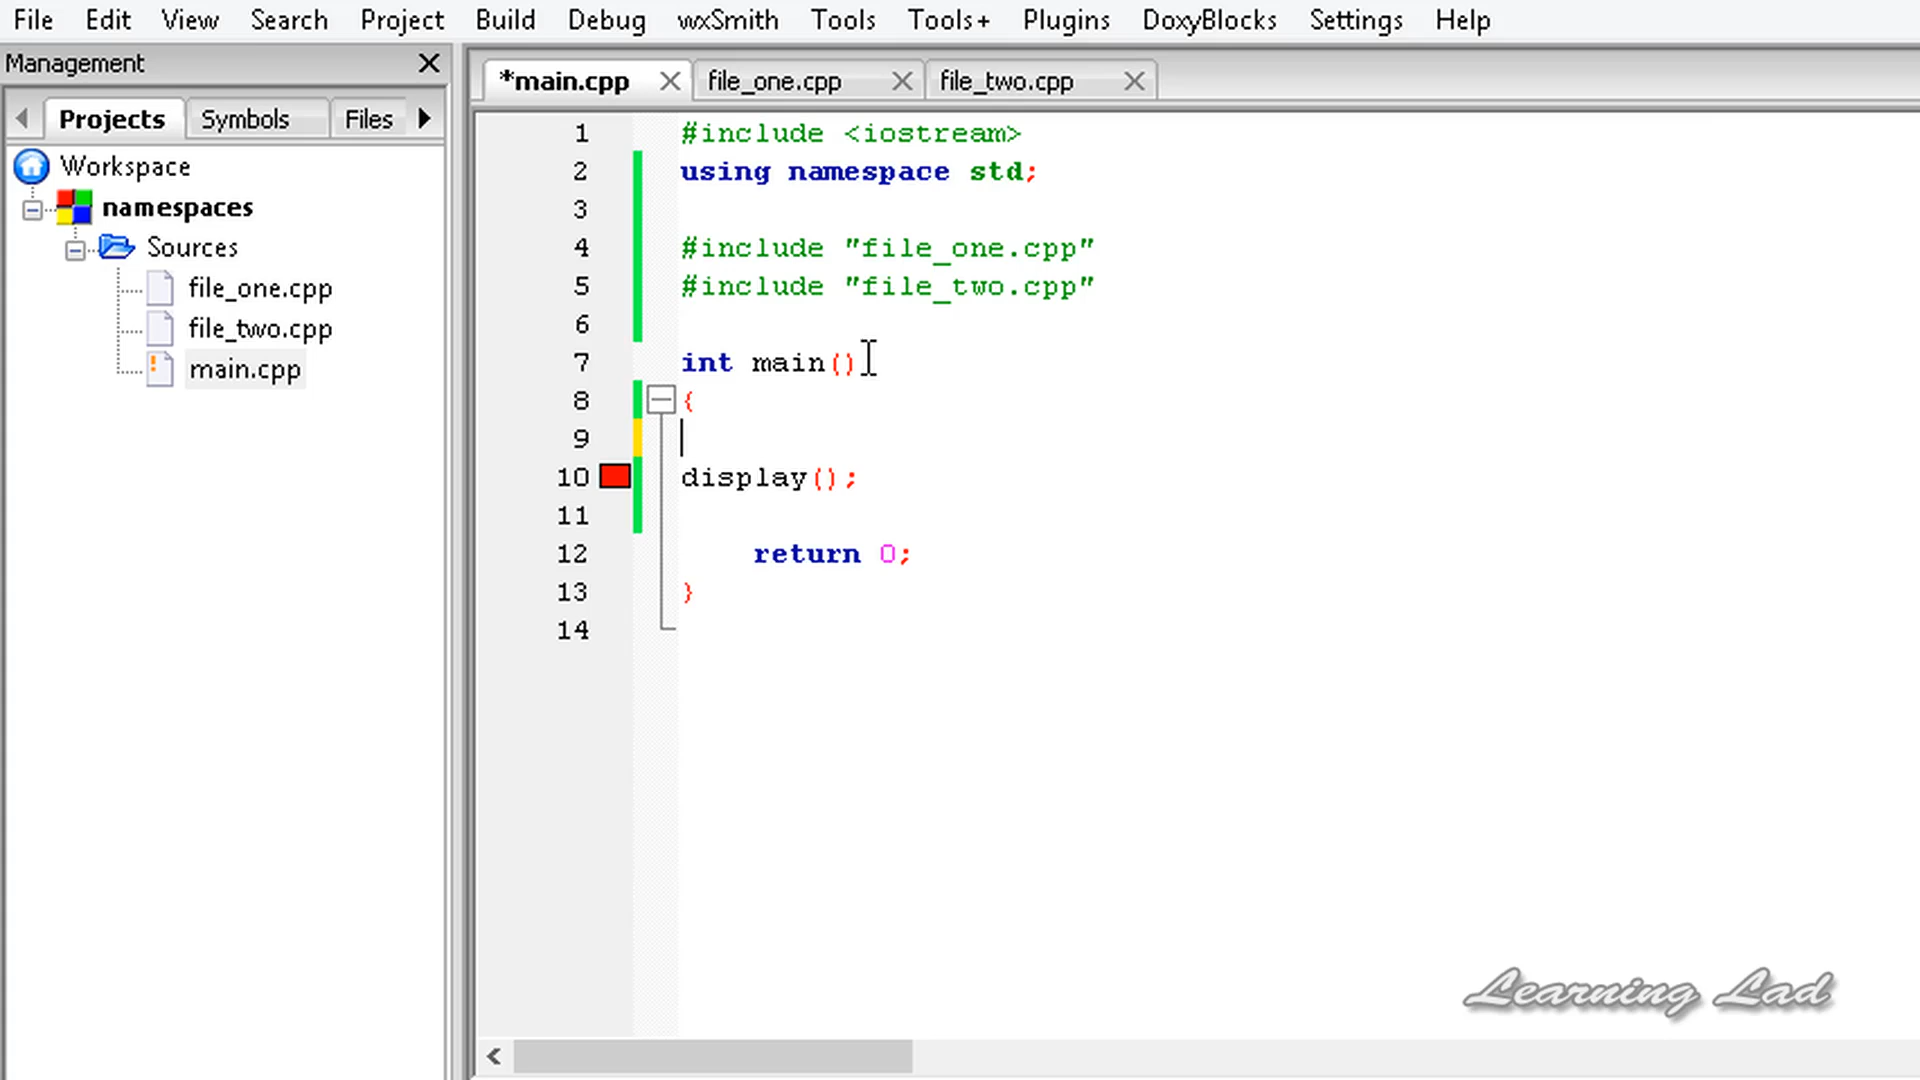 File Edit View Search Project Build Debug wxSmith Tools Tools+ Plugins DoxyBlocks Settings Help
Management
Projects Symbols Files
*main.cpp file_one.cpp file_two.cpp
Workspace
namespaces
Sources
file_one.cpp
file_two.cpp
main.cpp
1 #include <iostream>
2 using namespace std;
3
4 #include "file_one.cpp"
5 #include "file_two.cpp"
6
7 int main()
8 {
9
10 display();
11
12 return 0;
13 }
14
Learning Lad